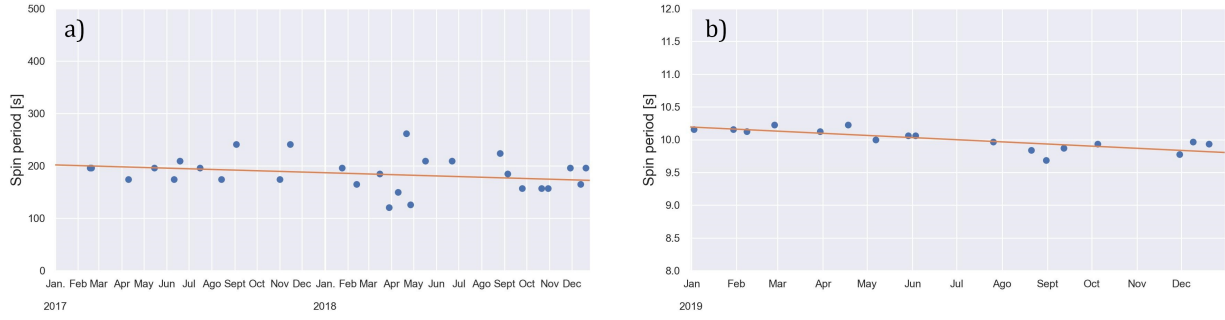 a)
Spin period [s]
500
400
300
200
100
0
Jan. Feb Mar Apr May Jun Jul Ago Sept Oct Nov Dec Jan Feb Mar Apr May Jun Jul Ago Sept Oct Nov Dec
2017 2018
b)
Spin period [s]
12.0
11.5
11.0
10.5
10.0
9.5
9.0
8.5
8.0
Jan Feb Mar Apr May Jun Jul Ago Sept Oct Nov Dec
2019